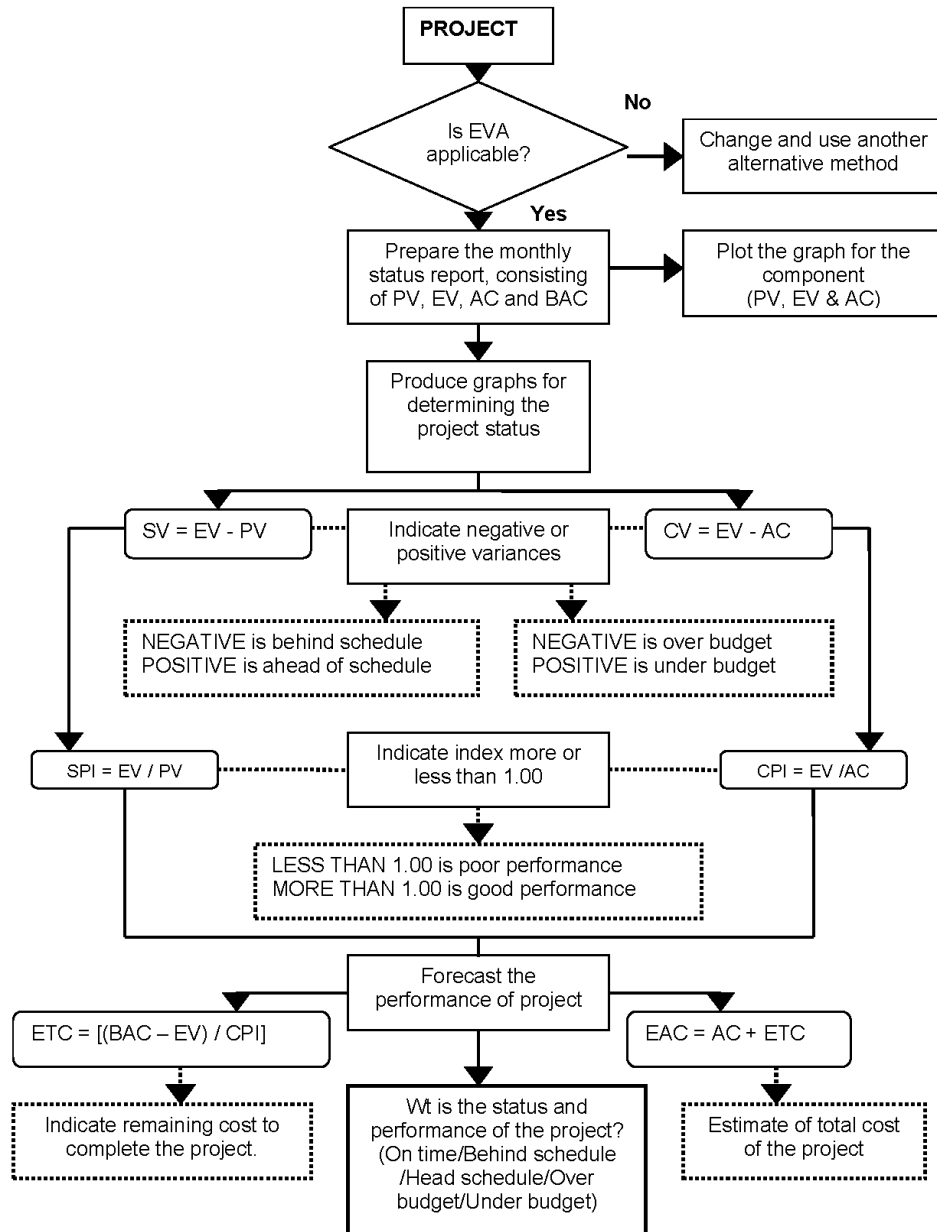 PROJECT
Is EVA
applicable?
No
Change and use another
alternative method
Yes
Prepare the monthly
status report, consisting
of PV, EV, AC and BAC
Plot the graph for the
component
(PV, EV & AC)
Produce graphs for
determining the
project status
SV = EV - PV
Indicate negative or
positive variances
CV = EV - AC
NEGATIVE is behind schedule
POSITIVE is ahead of schedule
NEGATIVE is over budget
POSITIVE is under budget
SPI = EV / PV
Indicate index more or
less than 1.00
CPI = EV /AC
LESS THAN 1.00 is poor performance
MORE THAN 1.00 is good performance
Forecast the
performance of project
ETC = [(BAC – EV) / CPI]
EAC = AC + ETC
Indicate remaining cost to
complete the project.
Wt is the status and
performance of the project?
(On time/Behind schedule
/Head schedule/Over
budget/Under budget)
Estimate of total cost
of the project